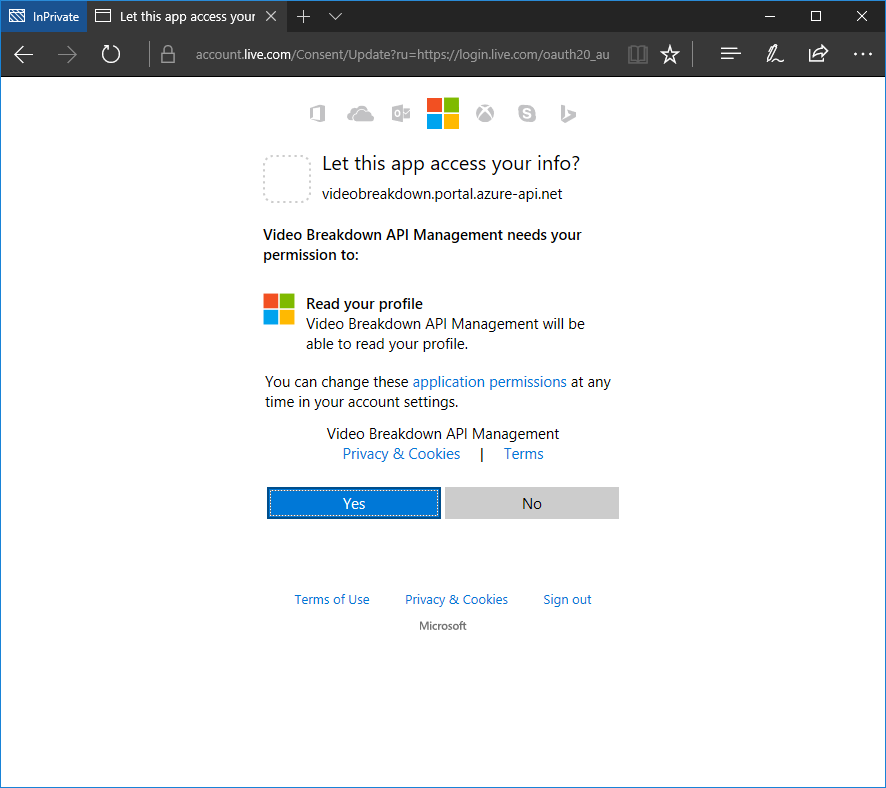 InPrivate
Let this app access your
account.live.com/Consent/Update?ru=https://login.live.com/oauth20_au
Let this app access your info?
videobreakdown.portal.azure-api.net
Video Breakdown API Management needs your
permission to:
Read your profile
Video Breakdown API Management will be
able to read your profile.
You can change these application permissions at any
time in your account settings.
Video Breakdown API Management
Privacy & Cookies | Terms
Yes No
Terms of Use Privacy & Cookies Sign out
Microsoft